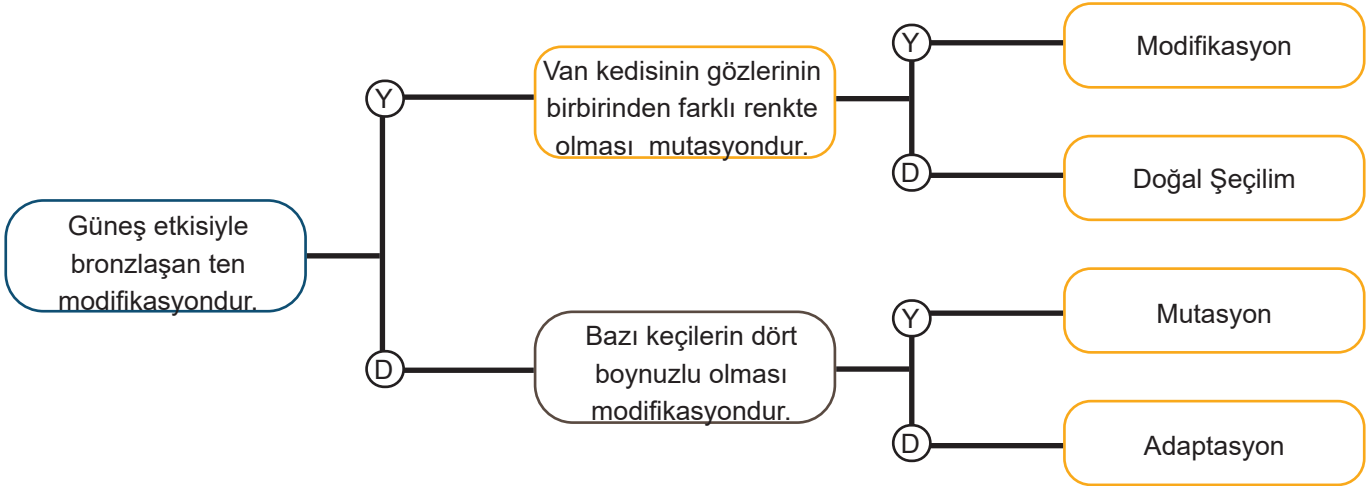 Güneş etkisiyle
bronzlaşan ten
modifikasyondur.
Y
D
Van kedisinin gözlerinin
birbirinden farklı renkte
olması mutasyondur.
Bazı keçilerin dört
boynuzlu olması
modifikasyondur.
Y
D
Y
D
Modifikasyon
Doğal Şeçilim
Mutasyon
Adaptasyon